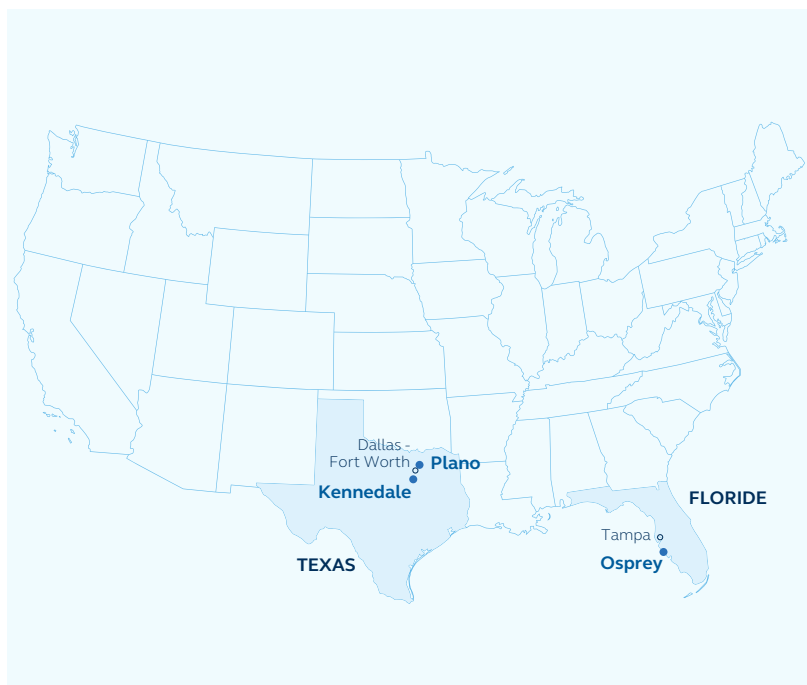 Dallas -
Fort Worth
Plano
Kennedale
FLORIDE
Tampa
Osprey
TEXAS